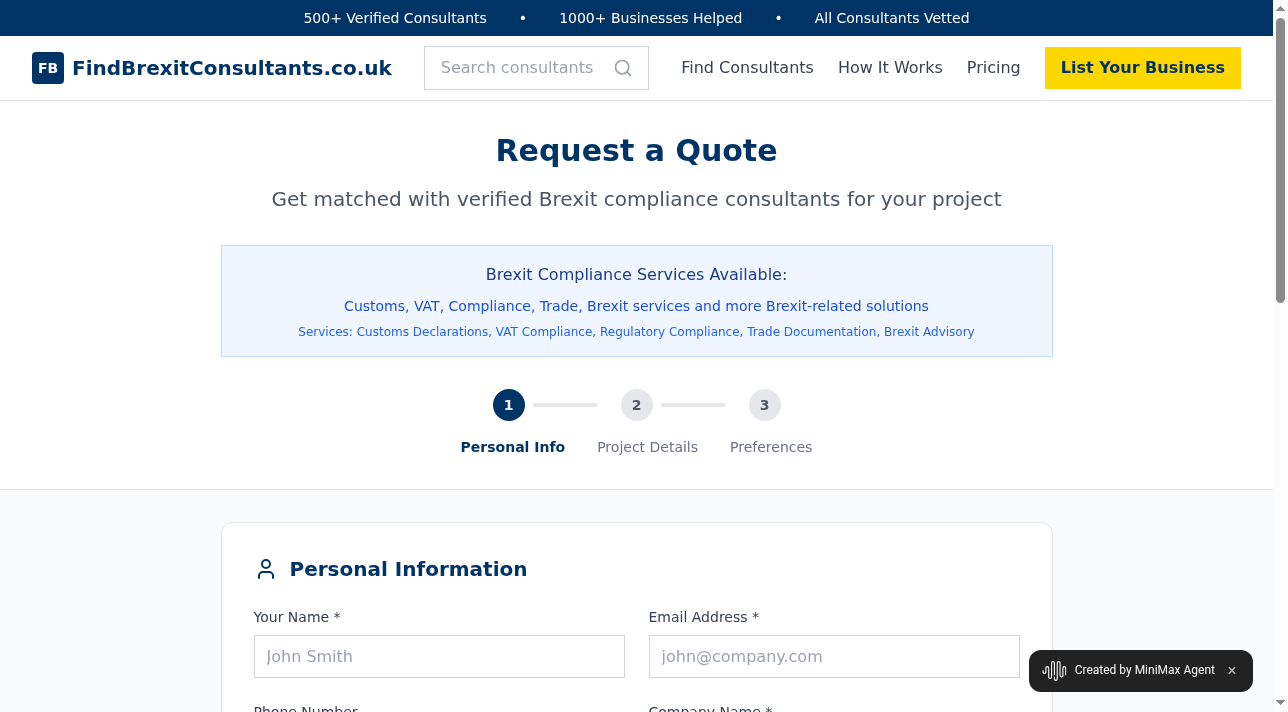 500+ Verified Consultants • 1000+ Businesses Helped • All Consultants Vetted
FB FindBrexitConsultants.co.uk Search consultants Find Consultants How It Works Pricing List Your Business
Request a Quote
Get matched with verified Brexit compliance consultants for your project
Brexit Compliance Services Available:
Customs, VAT, Compliance, Trade, Brexit services and more Brexit-related solutions
Services: Customs Declarations, VAT Compliance, Regulatory Compliance, Trade Documentation, Brexit Advisory
1 2 3
Personal Info Project Details Preferences
Personal Information
Your Name * Email Address *
John Smith john@company.com
Created by MiniMax Agent ×
Phone Number Company Name *